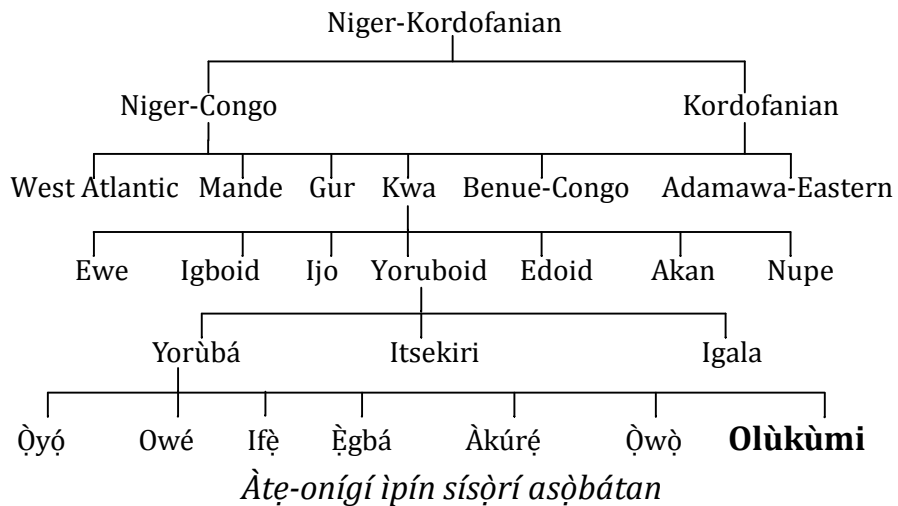 Niger-Kordofanian
Niger-Congo Kordofanian
West Atlantic Mande Gur Kwa Benue-Congo Adamawa-Eastern
Ewe Igboid Ijo Yoruboid Edoid Akan Nupe
Yorùbá Itsekiri Igala
Ọ̀yọ́ Owé Ifẹ̀ Ẹ̀gbá Àkúrẹ́ Ọ̀wọ̀ Olùkùmi
Àtẹ-onígí ìpín sísọ̀rí asọ̀bátan